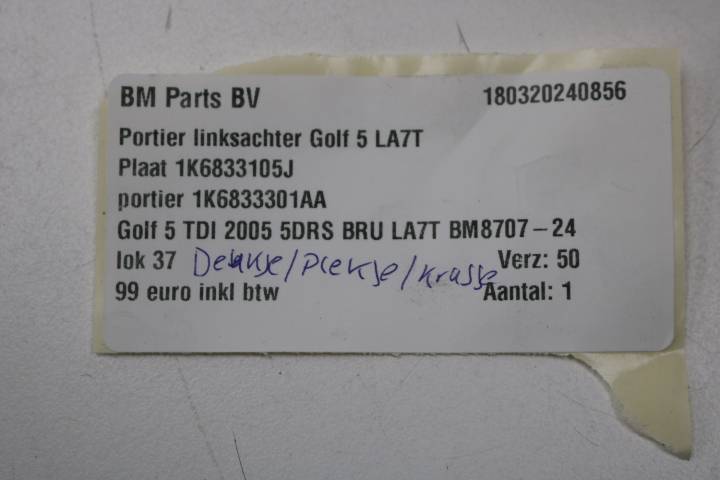 BM Parts BV 180320240856
Portier linksachter Golf 5 LA7T
Plaat 1K6833105J
portier 1K6833301AA
Golf 5 TDI 2005 5DRS BRU LA7T BM8707-24
lok 37 Deukje/Plekje/Krasje Verz: 50
99 euro inkl btw Aantal: 1